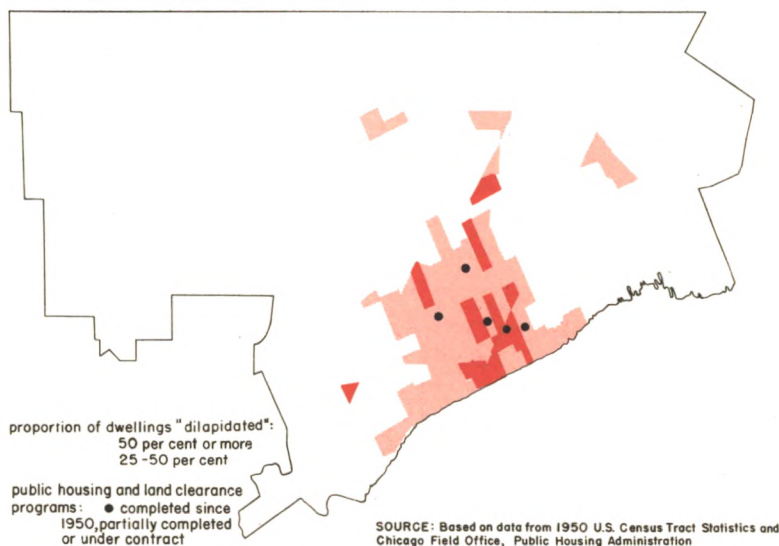 proportion of dwellings "dilapidated":
50 per cent or more
25-50 per cent
public housing and land clearance
programs: ● completed since
1950, partially completed
or under contract
SOURCE: Based on data from 1950 U.S. Census Tract Statistics and
Chicago Field Office, Public Housing Administration